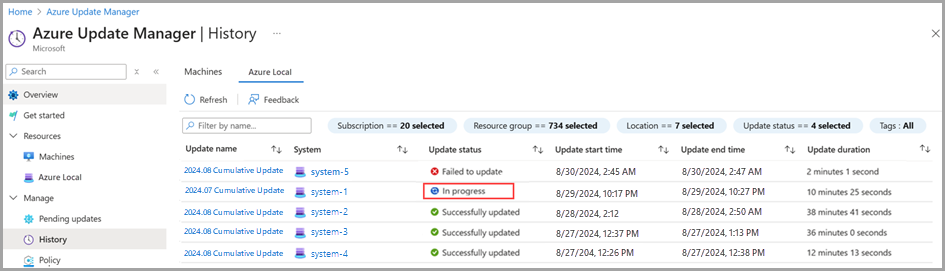 Home > Azure Update Manager
Azure Update Manager | History ...
Microsoft
Search
Overview
Get started
Resources
Machines
Azure Local
Manage
Pending updates
History
Policy
Machines Azure Local
Refresh Feedback
Filter by name... Subscription == 20 selected Resource group == 734 selected Location == 7 selected Update status == 4 selected Tags : All
Update name System Update status Update start time Update end time Update duration
2024.08 Cumulative Update system-5 Failed to update 8/30/2024, 2:45 AM 8/30/2024, 2:47 AM 2 minutes 1 second
2024.07 Cumulative Update system-1 In progress 8/29/2024, 10:17 PM 8/29/2024, 10:27 PM 10 minutes 25 seconds
2024.08 Cumulative Update system-2 Successfully updated 8/28/2024, 2:12 8/28/2024, 2:50 AM 38 minutes 41 seconds
2024.08 Cumulative Update system-3 Successfully updated 8/27/204, 12:37 PM 8/27/2024, 1:13 PM 36 minutes 0 seconds
2024.08 Cumulative Update system-4 Successfully updated 8/27/204, 12:26 PM 8/27/2024, 12:38 PM 12 minutes 13 seconds